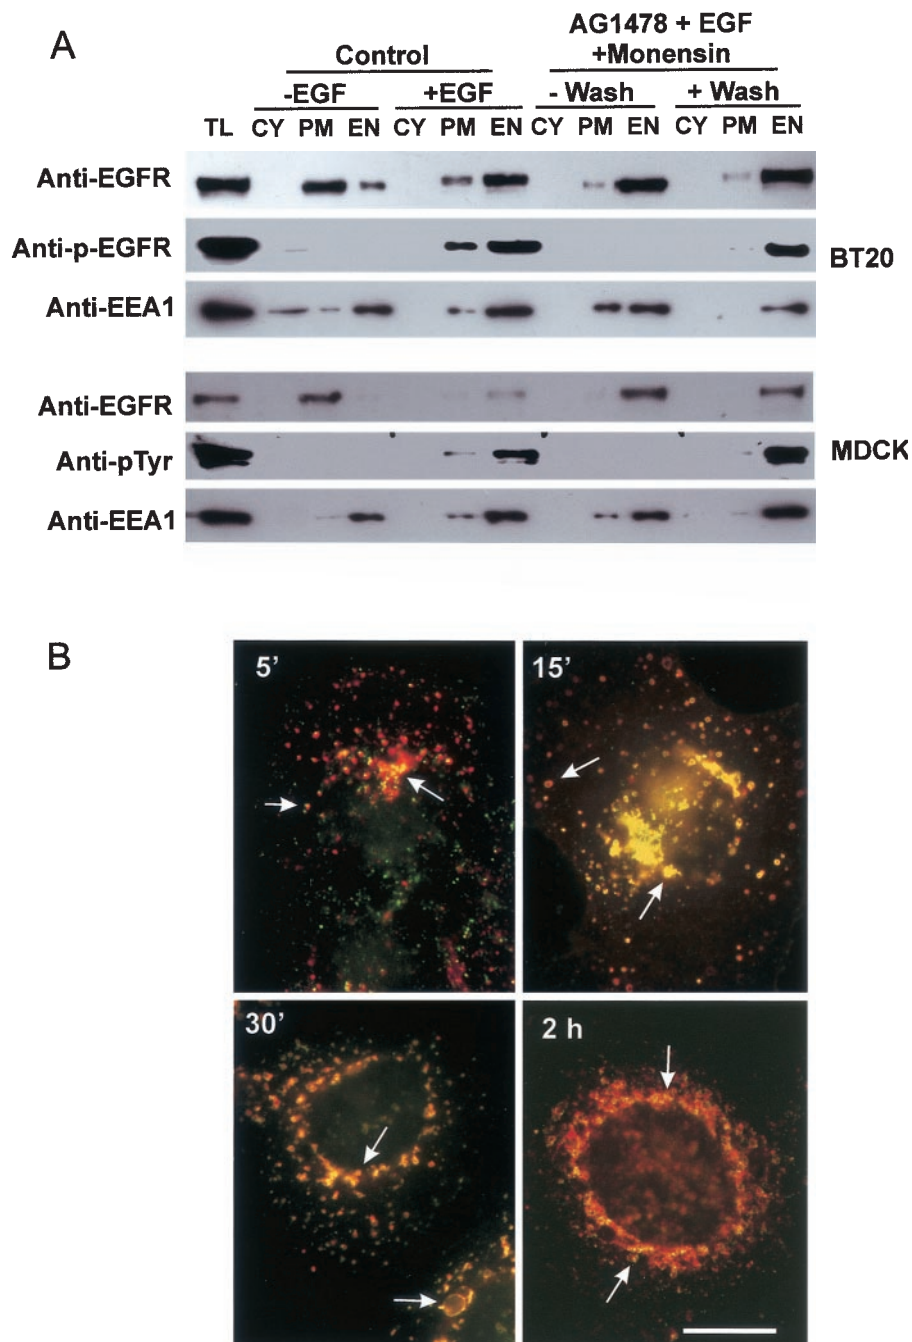 A
Control
AG1478 + EGF
+Monensin
-EGF +EGF - Wash + Wash
TL CY PM EN CY PM EN CY PM EN CY PM EN
Anti-EGFR
Anti-p-EGFR
BT20
Anti-EEA1
Anti-EGFR
Anti-pTyr
MDCK
Anti-EEA1
B
5’
15’
30’
2 h